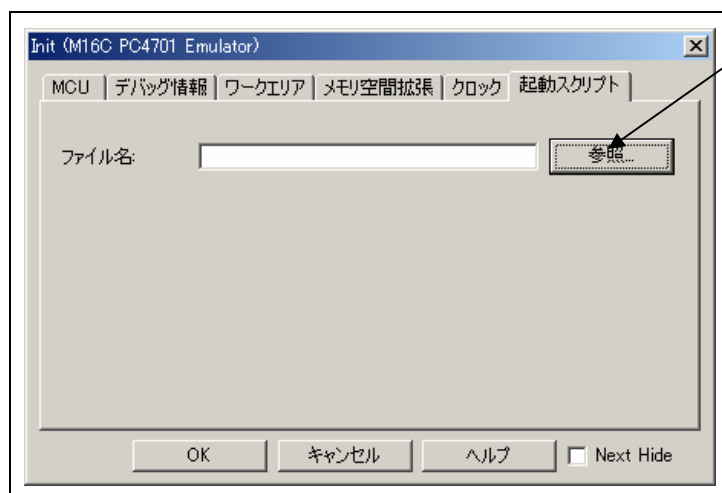 Init (M16C PC4701 Emulator)
MCU デバッグ情報 ワークエリア メモリ空間拡張 クロック 起動スクリプト
ファイル名: 参照...
OK キャンセル ヘルプ Next Hide